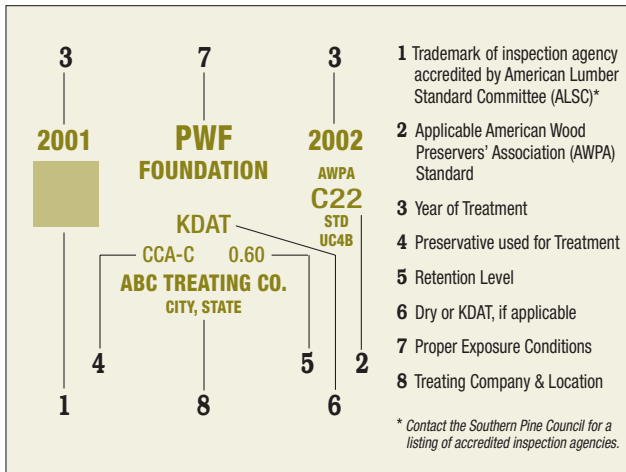 3 7 3
2001 PWF 2002
FOUNDATION
AWPA
C22
STD
UC4B
KDAT
CCA-C 0.60
ABC TREATING CO.
CITY, STATE
4 5 2
1 8 6
1 Trademark of inspection agency
accredited by American Lumber
Standard Committee (ALSC)*
2 Applicable American Wood
Preservers' Association (AWPA)
Standard
3 Year of Treatment
4 Preservative used for Treatment
5 Retention Level
6 Dry or KDAT, if applicable
7 Proper Exposure Conditions
8 Treating Company & Location
* Contact the Southern Pine Council for a
listing of accredited inspection agencies.